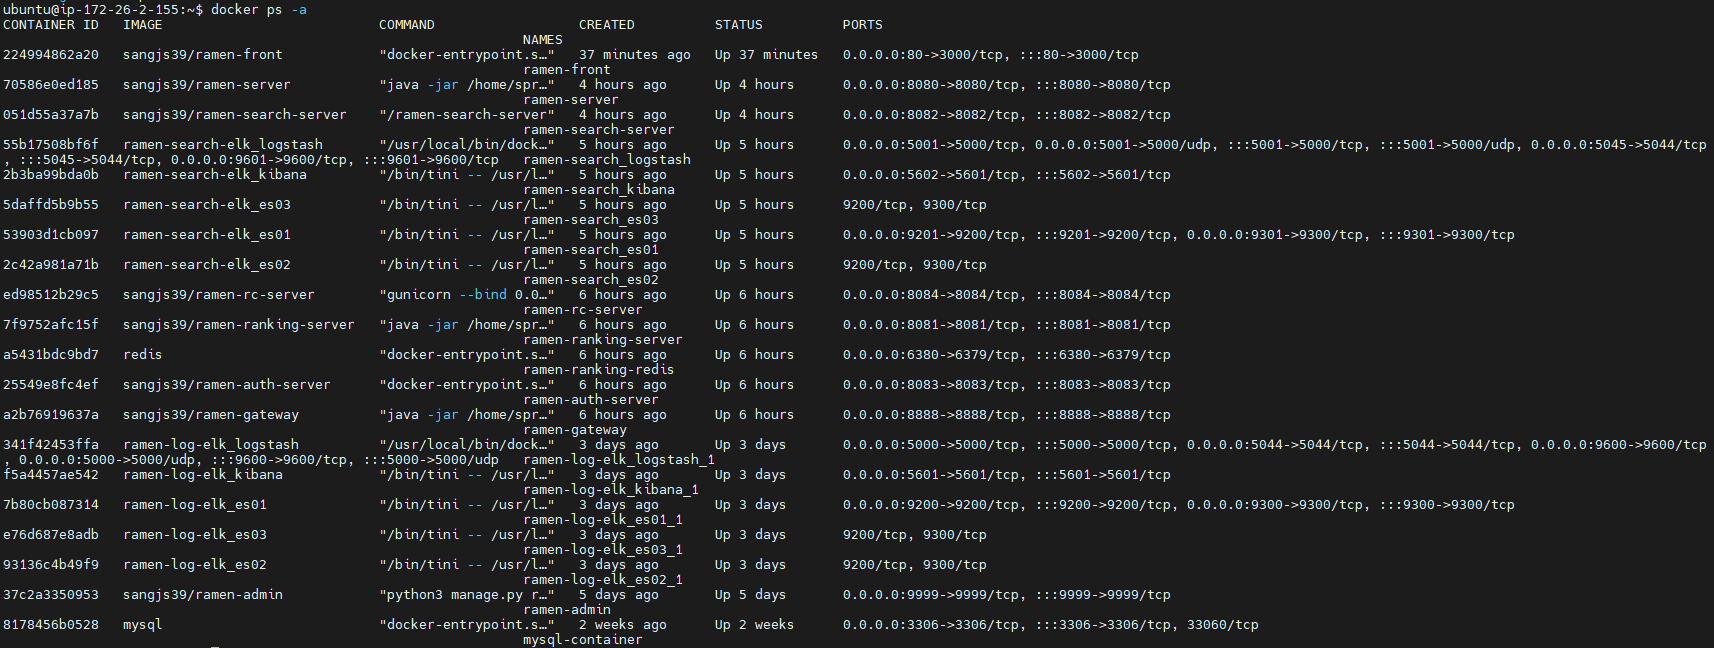 ubuntu@ip-172-26-2-155:~$ docker ps -a
CONTAINER ID   IMAGE                           COMMAND                  CREATED          STATUS          PORTS
                                                                 NAMES
224994862a20   sangjs39/ramen-front            "docker-entrypoint.s…"   37 minutes ago   Up 37 minutes   0.0.0.0:80->3000/tcp, :::80->3000/tcp
                                                                 ramen-front
70586e0ed185   sangjs39/ramen-server           "java -jar /home/spr…"   4 hours ago      Up 4 hours      0.0.0.0:8080->8080/tcp, :::8080->8080/tcp
                                                                 ramen-server
051d55a37a7b   sangjs39/ramen-search-server    "/ramen-search-server"   4 hours ago      Up 4 hours      0.0.0.0:8082->8082/tcp, :::8082->8082/tcp
                                                                 ramen-search-server
55b17508bf6f   ramen-search-elk_logstash       "/usr/local/bin/dock…"   5 hours ago      Up 5 hours      0.0.0.0:5001->5000/tcp, 0.0.0.0:5001->5000/udp, :::5001->5000/tcp, :::5001->5000/udp, 0.0.0.0:5045->5044/tcp
, :::5045->5044/tcp, 0.0.0.0:9601->9600/tcp, :::9601->9600/tcp   ramen-search_logstash
2b3ba99bda0b   ramen-search-elk_kibana         "/bin/tini -- /usr/l…"   5 hours ago      Up 5 hours      0.0.0.0:5602->5601/tcp, :::5602->5601/tcp
                                                                 ramen-search_kibana
5daffd5b9b55   ramen-search-elk_es03           "/bin/tini -- /usr/l…"   5 hours ago      Up 5 hours      9200/tcp, 9300/tcp
                                                                 ramen-search_es03
53903d1cb097   ramen-search-elk_es01           "/bin/tini -- /usr/l…"   5 hours ago      Up 5 hours      0.0.0.0:9201->9200/tcp, :::9201->9200/tcp, 0.0.0.0:9301->9300/tcp, :::9301->9300/tcp
                                                                 ramen-search_es01
2c42a981a71b   ramen-search-elk_es02           "/bin/tini -- /usr/l…"   5 hours ago      Up 5 hours      9200/tcp, 9300/tcp
                                                                 ramen-search_es02
ed98512b29c5   sangjs39/ramen-rc-server        "gunicorn --bind 0.0…"   6 hours ago      Up 6 hours      0.0.0.0:8084->8084/tcp, :::8084->8084/tcp
                                                                 ramen-rc-server
7f9752afc15f   sangjs39/ramen-ranking-server   "java -jar /home/spr…"   6 hours ago      Up 6 hours      0.0.0.0:8081->8081/tcp, :::8081->8081/tcp
                                                                 ramen-ranking-server
a5431bdc9bd7   redis                           "docker-entrypoint.s…"   6 hours ago      Up 6 hours      0.0.0.0:6380->6379/tcp, :::6380->6379/tcp
                                                                 ramen-ranking-redis
25549e8fc4ef   sangjs39/ramen-auth-server      "docker-entrypoint.s…"   6 hours ago      Up 6 hours      0.0.0.0:8083->8083/tcp, :::8083->8083/tcp
                                                                 ramen-auth-server
a2b76919637a   sangjs39/ramen-gateway          "java -jar /home/spr…"   6 hours ago      Up 6 hours      0.0.0.0:8888->8888/tcp, :::8888->8888/tcp
                                                                 ramen-gateway
341f42453ffa   ramen-log-elk_logstash          "/usr/local/bin/dock…"   3 days ago       Up 3 days       0.0.0.0:5000->5000/tcp, :::5000->5000/tcp, 0.0.0.0:5044->5044/tcp, :::5044->5044/tcp, 0.0.0.0:9600->9600/tcp
, 0.0.0.0:5000->5000/udp, :::9600->9600/tcp, :::5000->5000/udp   ramen-log-elk_logstash_1
f5a4457ae542   ramen-log-elk_kibana            "/bin/tini -- /usr/l…"   3 days ago       Up 3 days       0.0.0.0:5601->5601/tcp, :::5601->5601/tcp
                                                                 ramen-log-elk_kibana_1
7b80cb087314   ramen-log-elk_es01              "/bin/tini -- /usr/l…"   3 days ago       Up 3 days       0.0.0.0:9200->9200/tcp, :::9200->9200/tcp, 0.0.0.0:9300->9300/tcp, :::9300->9300/tcp
                                                                 ramen-log-elk_es01_1
e76d687e8adb   ramen-log-elk_es03              "/bin/tini -- /usr/l…"   3 days ago       Up 3 days       9200/tcp, 9300/tcp
                                                                 ramen-log-elk_es03_1
93136c4b49f9   ramen-log-elk_es02              "/bin/tini -- /usr/l…"   3 days ago       Up 3 days       9200/tcp, 9300/tcp
                                                                 ramen-log-elk_es02_1
37c2a3350953   sangjs39/ramen-admin            "python3 manage.py r…"   5 days ago       Up 5 days       0.0.0.0:9999->9999/tcp, :::9999->9999/tcp
                                                                 ramen-admin
8178456b0528   mysql                           "docker-entrypoint.s…"   2 weeks ago      Up 2 weeks      0.0.0.0:3306->3306/tcp, :::3306->3306/tcp, 33060/tcp
                                                                 mysql-container